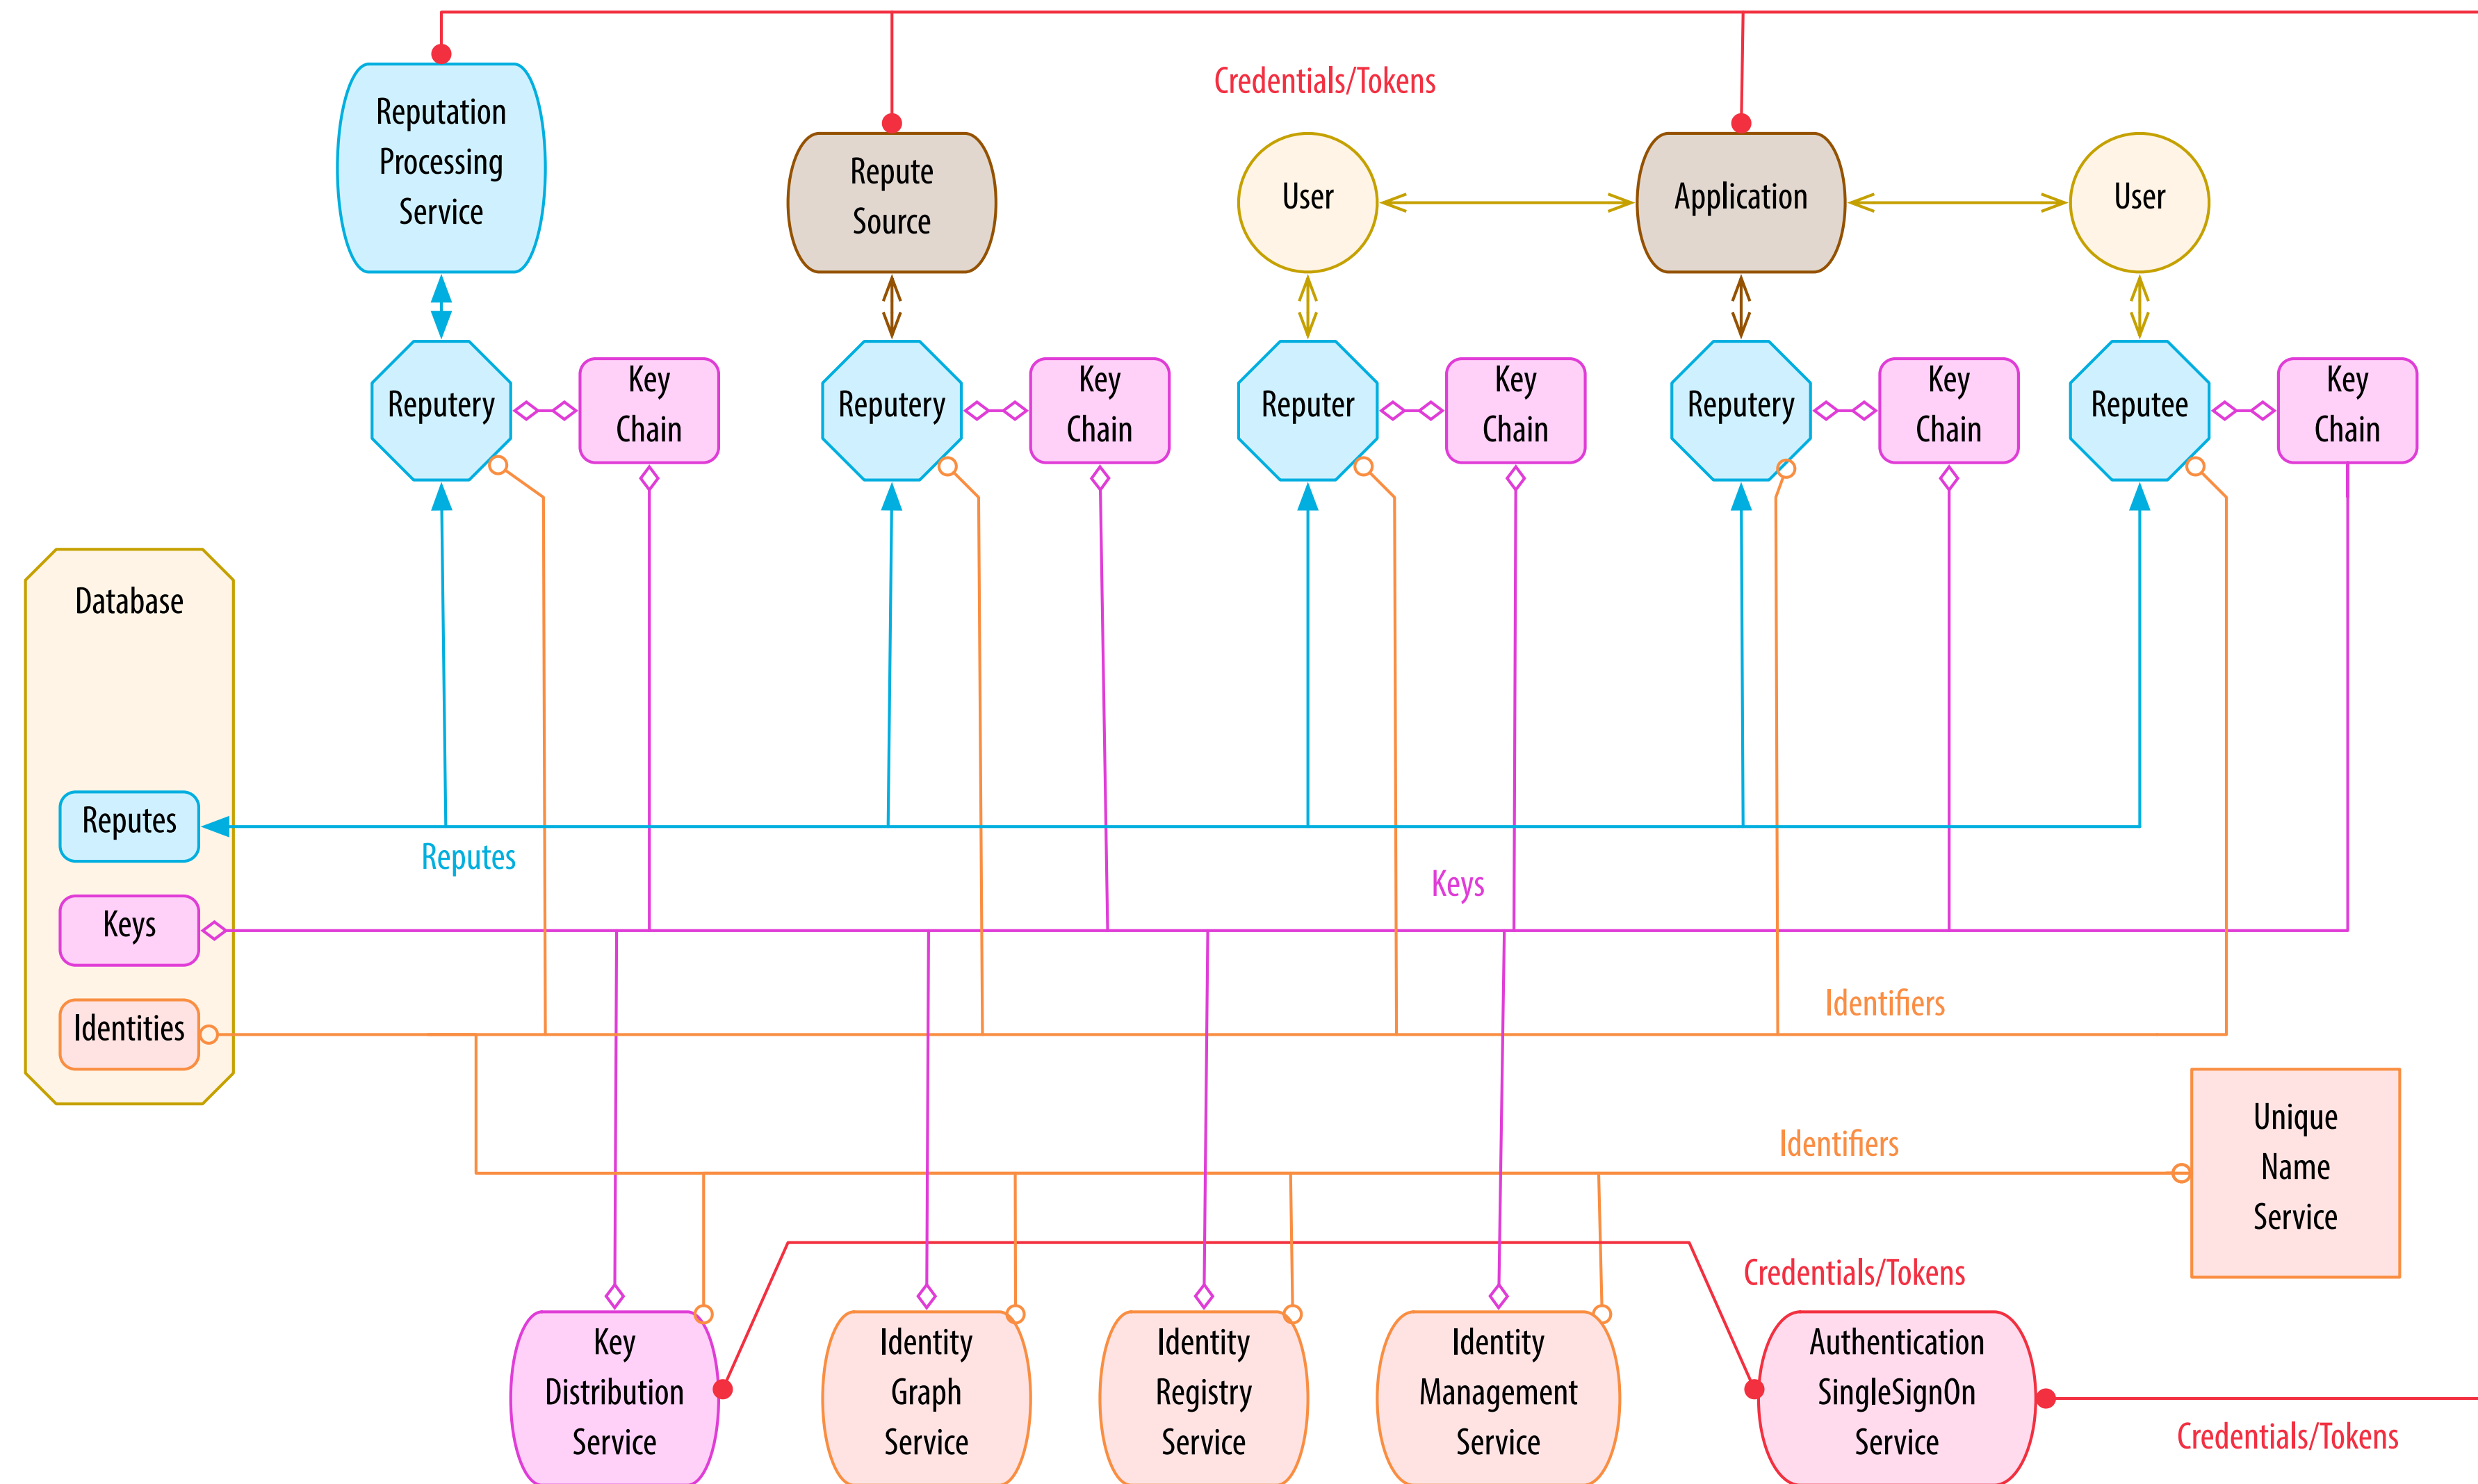 Credentials/Tokens
Reputation
Processing
Service
Repute
Source
User
Application
User
Reputery
Key
Chain
Reputery
Key
Chain
Reputer
Key
Chain
Reputery
Key
Chain
Reputee
Key
Chain
Database
Reputes
Reputes
Keys
Keys
Identities
Identifiers
Identifiers
Unique
Name
Service
Credentials/Tokens
Key
Distribution
Service
Identity
Graph
Service
Identity
Registry
Service
Identity
Management
Service
Authentication
SingleSignOn
Service
Credentials/Tokens